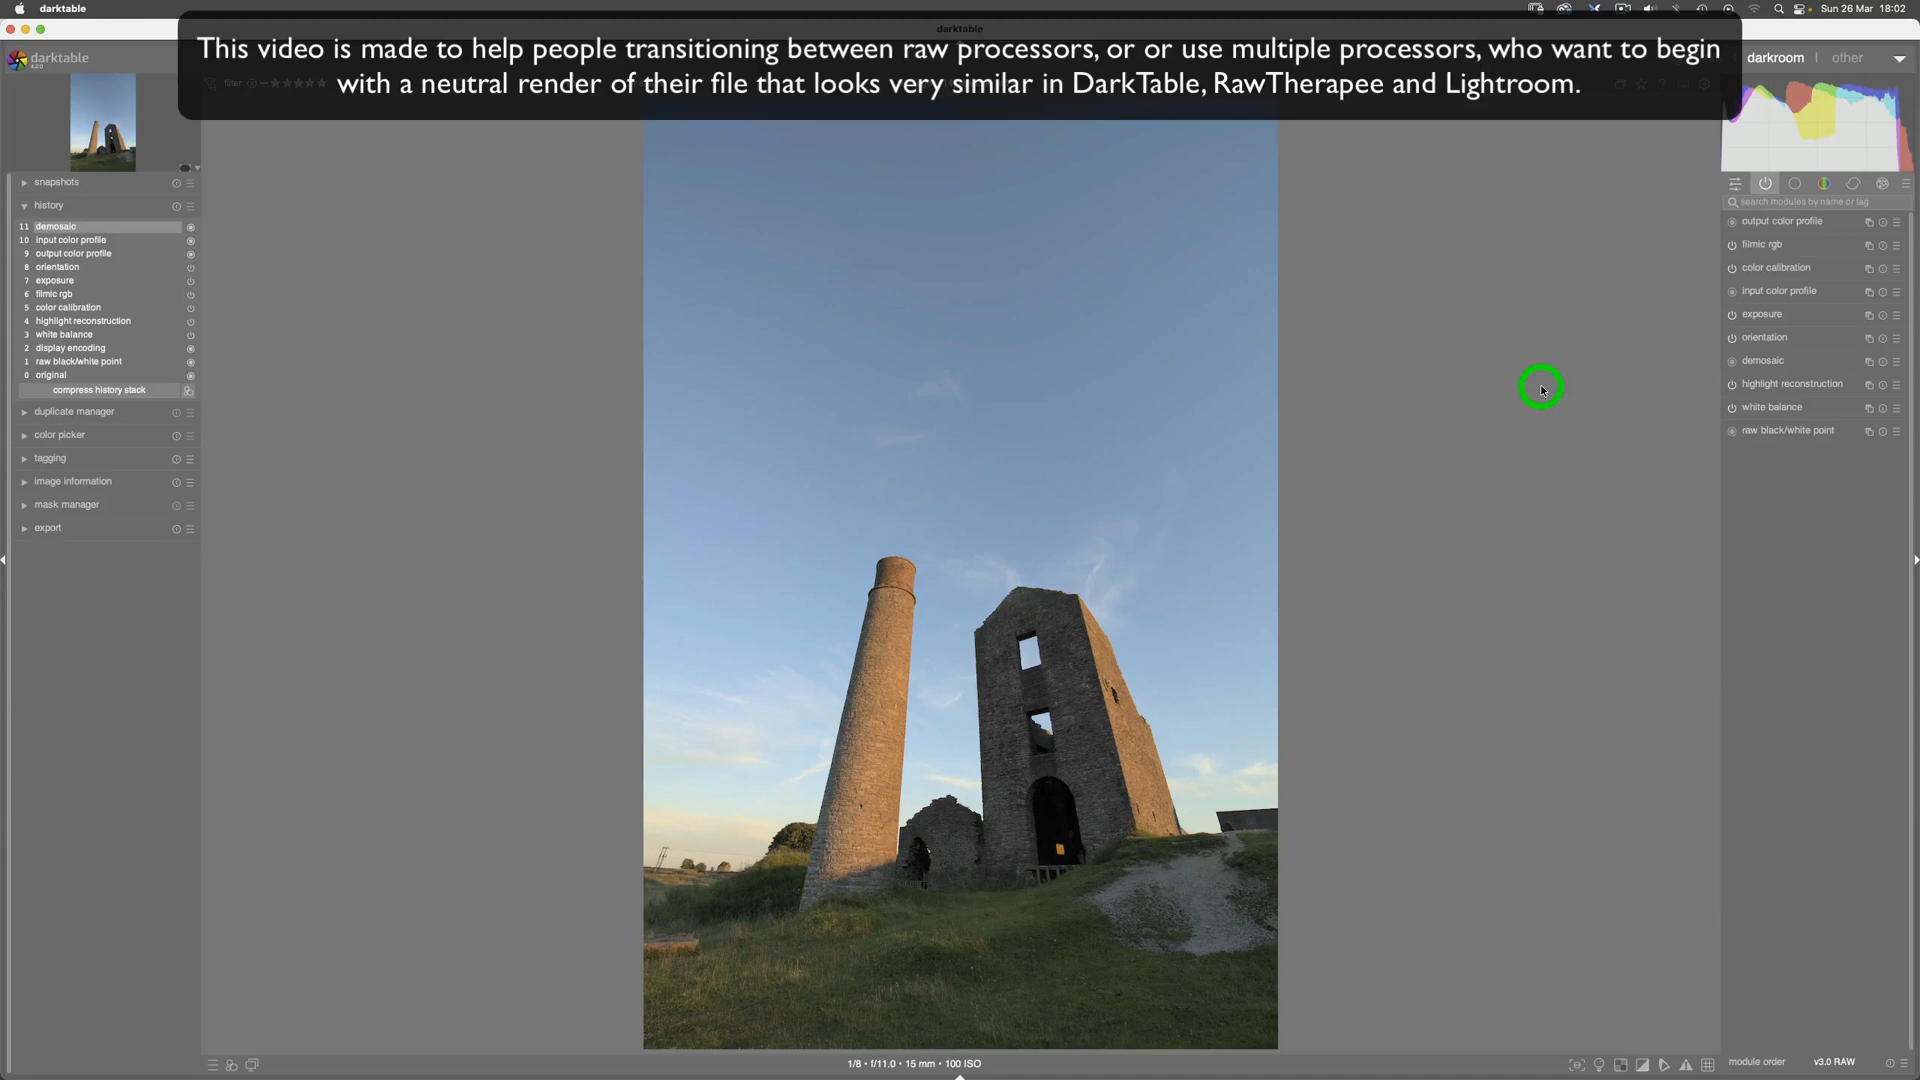 darktable
Sun 26 Mar 18:02
darktable
This video is made to help people transitioning between raw processors, or or use multiple processors, who want to begin
with a neutral render of their file that looks very similar in DarkTable, RawTherapee and Lightroom.
darktable
4.2.0
filter
darkroom | other
snapshots
history
11 demosaic
10 input color profile
9 output color profile
8 orientation
7 exposure
6 filmic rgb
5 color calibration
4 highlight reconstruction
3 white balance
2 display encoding
1 raw black/white point
0 original
compress history stack
duplicate manager
color picker
tagging
image information
mask manager
export
search modules by name or tag
output color profile
filmic rgb
color calibration
input color profile
exposure
orientation
demosaic
highlight reconstruction
white balance
raw black/white point
1/8 • f/11.0 • 15 mm • 100 ISO
module order v3.0 RAW